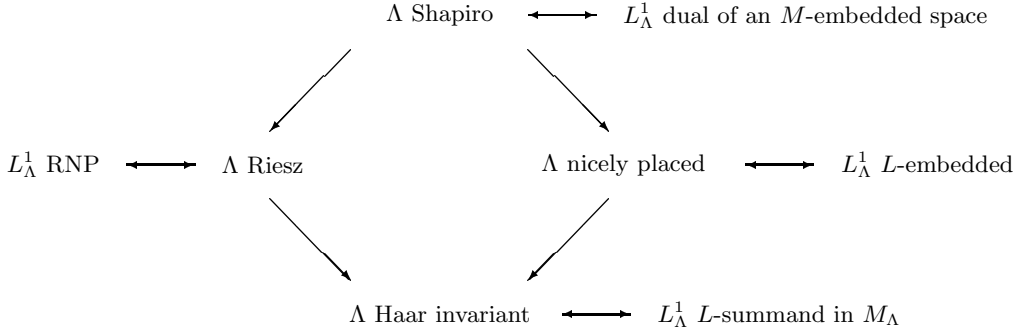 Λ Shapiro ⟷ L¹_Λ dual of an M-embedded space
L¹_Λ RNP ⟷ Λ Riesz Λ nicely placed ⟷ L¹_Λ L-embedded
Λ Haar invariant ⟷ L¹_Λ L-summand in M_Λ